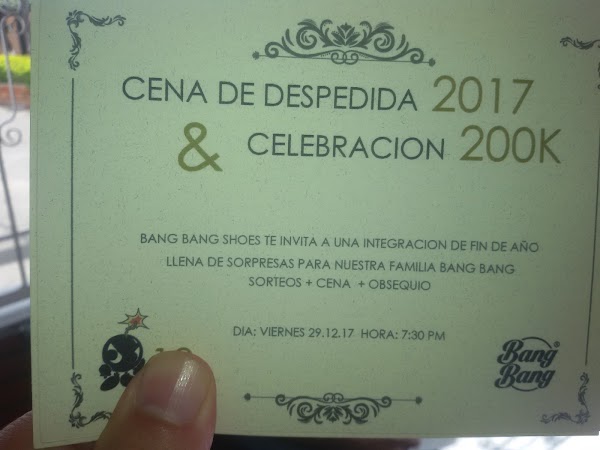 CENA DE DESPEDIDA 2017
& CELEBRACION 200K
BANG BANG SHOES TE INVITA A UNA INTEGRACION DE FIN DE AÑO
LLENA DE SORPRESAS PARA NUESTRA FAMILIA BANG BANG
SORTEOS + CENA + OBSEQUIO
DIA: VIERNES 29.12.17 HORA: 7:30 PM
Bang
Bang®